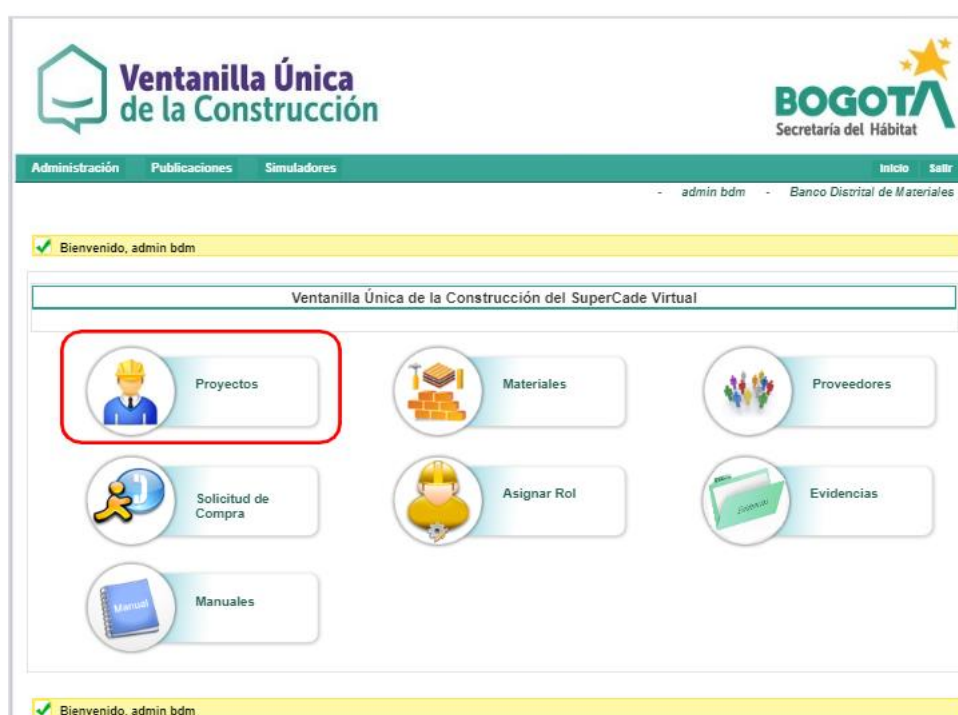 Ventanilla Única
de la Construcción
BOGOTÁ
Secretaría del Hábitat
Administración Publicaciones Simuladores Inicio Salir
- admin bdm - Banco Distrital de Materiales
Bienvenido, admin bdm
Ventanilla Única de la Construcción del SuperCade Virtual
Proyectos
Materiales
Proveedores
Solicitud de
Compra
Asignar Rol
Evidencias
Evidencias
Manual
Manuales
Bienvenido, admin bdm